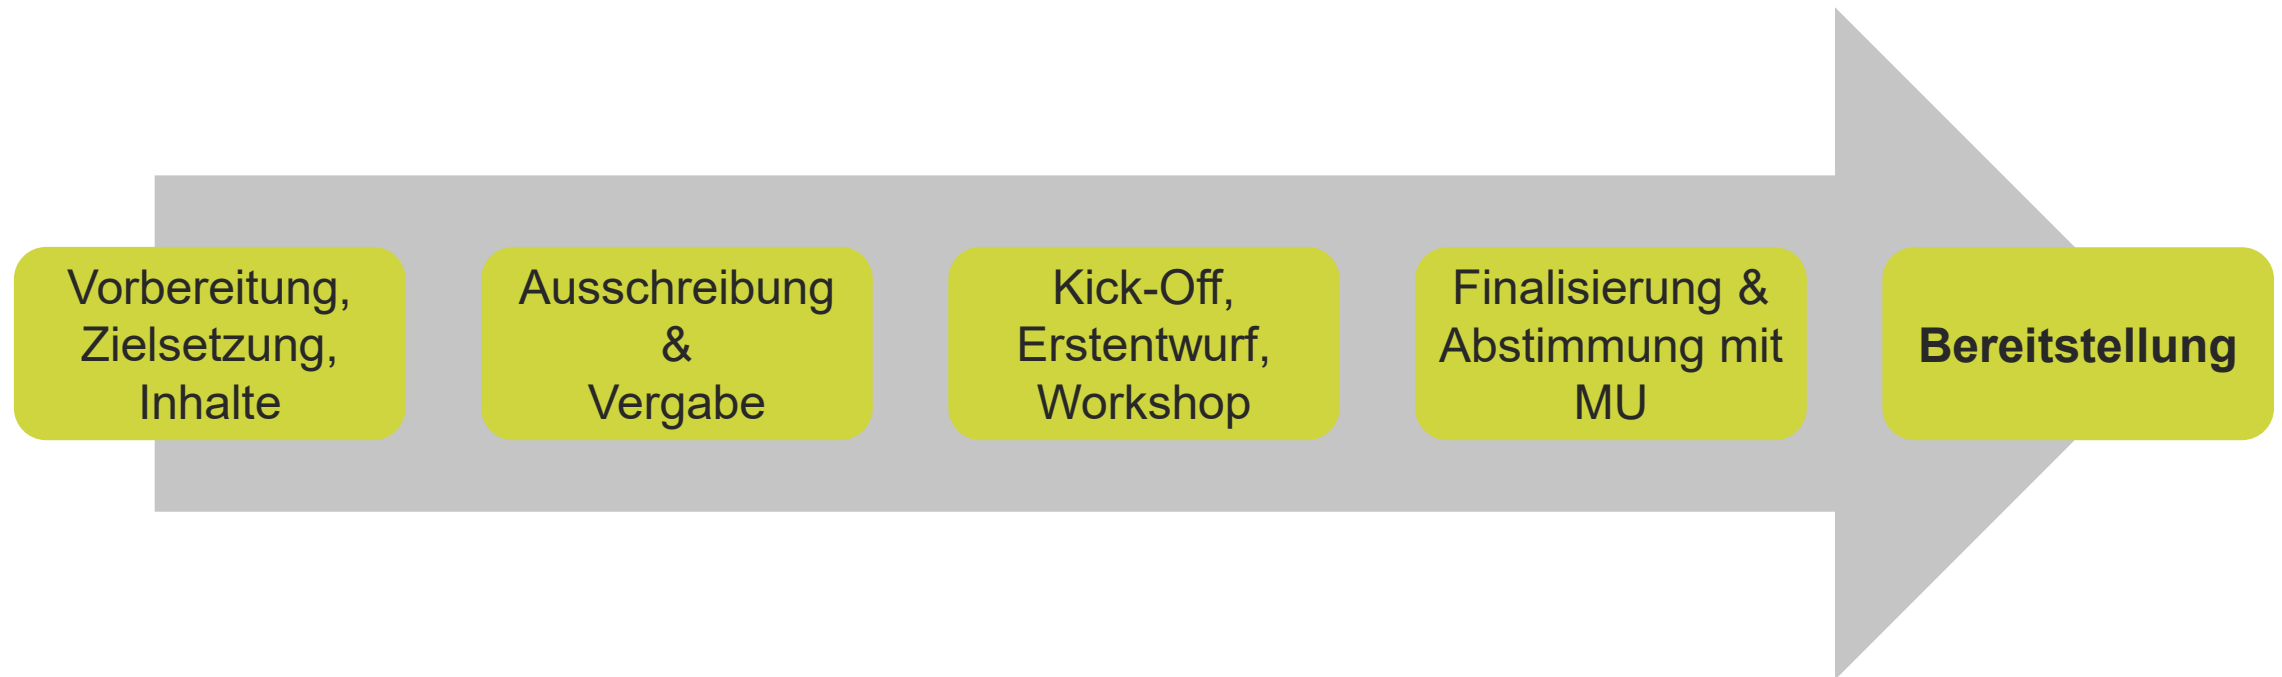 Vorbereitung,
Zielsetzung,
Inhalte
Ausschreibung
&
Vergabe
Kick-Off,
Erstentwurf,
Workshop
Finalisierung &
Abstimmung mit
MU
Bereitstellung